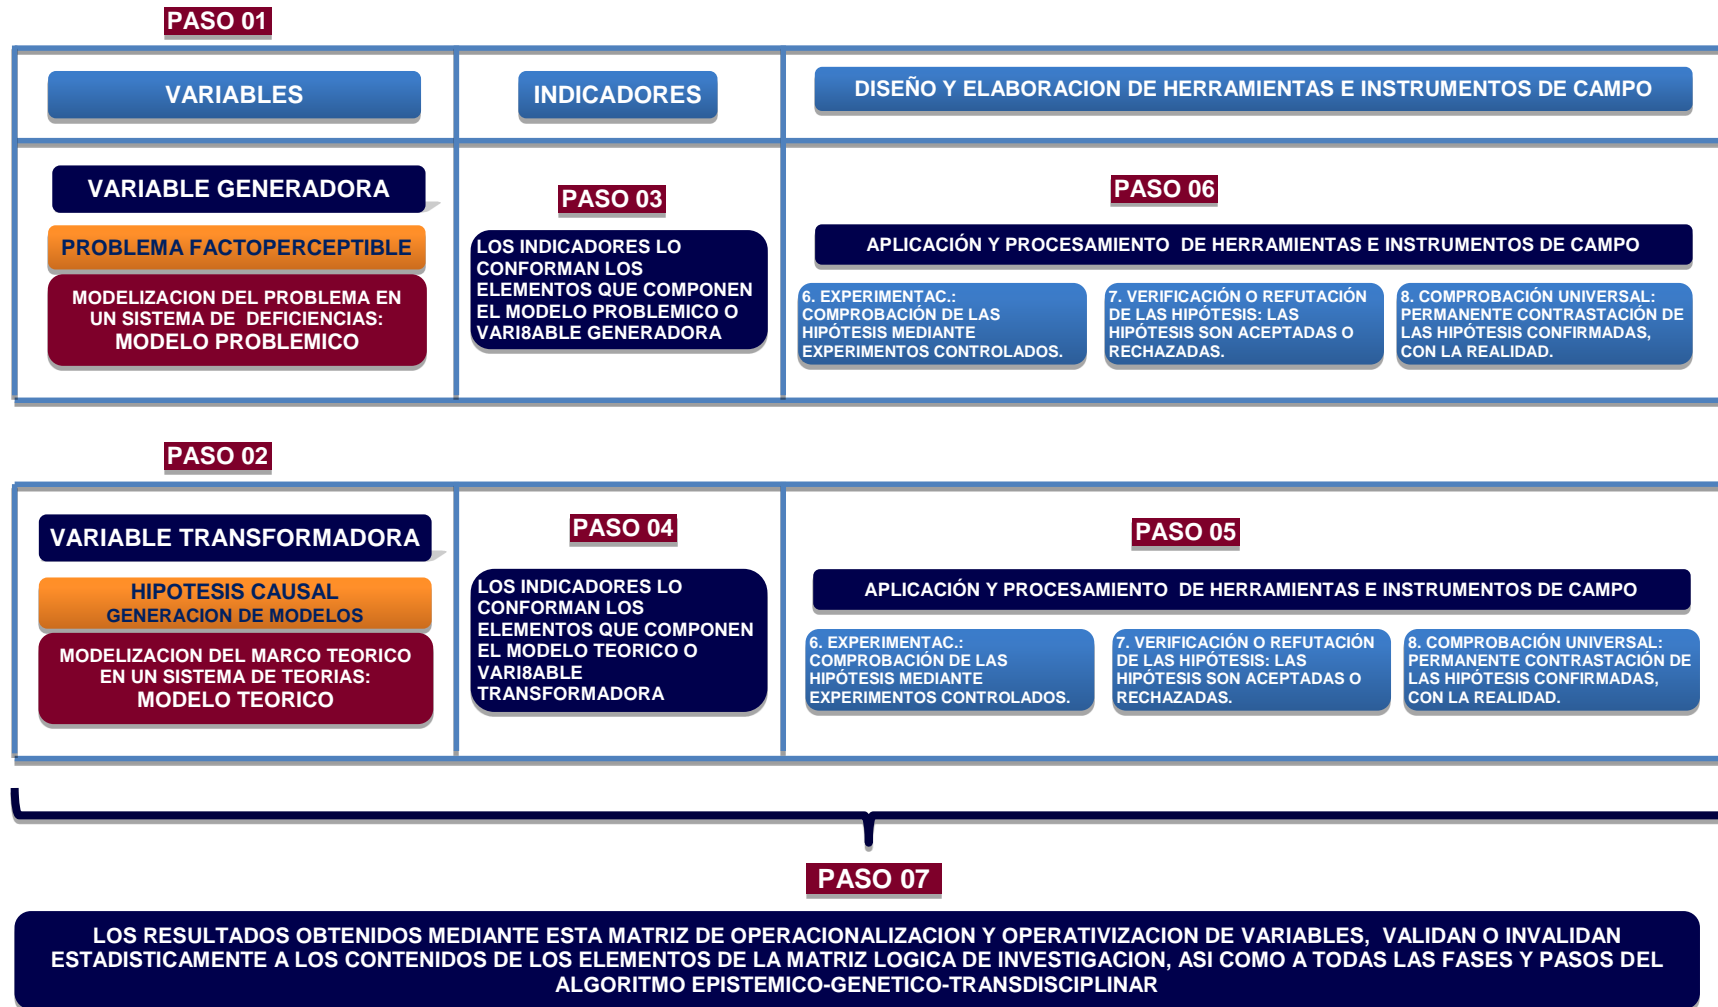 PASO 01
VARIABLES
INDICADORES
DISEÑO Y ELABORACION DE HERRAMIENTAS E INSTRUMENTOS DE CAMPO
VARIABLE GENERADORA
PROBLEMA FACTOPERCEPTIBLE
MODELIZACION DEL PROBLEMA EN
UN SISTEMA DE DEFICIENCIAS:
MODELO PROBLEMICO
PASO 03
LOS INDICADORES LO
CONFORMAN LOS
ELEMENTOS QUE COMPONEN
EL MODELO PROBLEMICO O
VARI8ABLE GENERADORA
PASO 06
APLICACIÓN Y PROCESAMIENTO DE HERRAMIENTAS E INSTRUMENTOS DE CAMPO
6. EXPERIMENTAC.:
COMPROBACIÓN DE LAS
HIPÓTESIS MEDIANTE
EXPERIMENTOS CONTROLADOS.
7. VERIFICACIÓN O REFUTACIÓN
DE LAS HIPÓTESIS: LAS
HIPÓTESIS SON ACEPTADAS O
RECHAZADAS.
8. COMPROBACIÓN UNIVERSAL:
PERMANENTE CONTRASTACIÓN DE
LAS HIPÓTESIS CONFIRMADAS,
CON LA REALIDAD.
PASO 02
VARIABLE TRANSFORMADORA
HIPOTESIS CAUSAL
GENERACION DE MODELOS
MODELIZACION DEL MARCO TEORICO
EN UN SISTEMA DE TEORIAS:
MODELO TEORICO
PASO 04
LOS INDICADORES LO
CONFORMAN LOS
ELEMENTOS QUE COMPONEN
EL MODELO TEORICO O
VARI8ABLE
TRANSFORMADORA
PASO 05
APLICACIÓN Y PROCESAMIENTO DE HERRAMIENTAS E INSTRUMENTOS DE CAMPO
6. EXPERIMENTAC.:
COMPROBACIÓN DE LAS
HIPÓTESIS MEDIANTE
EXPERIMENTOS CONTROLADOS.
7. VERIFICACIÓN O REFUTACIÓN
DE LAS HIPÓTESIS: LAS
HIPÓTESIS SON ACEPTADAS O
RECHAZADAS.
8. COMPROBACIÓN UNIVERSAL:
PERMANENTE CONTRASTACIÓN DE
LAS HIPÓTESIS CONFIRMADAS,
CON LA REALIDAD.
PASO 07
LOS RESULTADOS OBTENIDOS MEDIANTE ESTA MATRIZ DE OPERACIONALIZACION Y OPERATIVIZACION DE VARIABLES, VALIDAN O INVALIDAN
ESTADISTICAMENTE A LOS CONTENIDOS DE LOS ELEMENTOS DE LA MATRIZ LOGICA DE INVESTIGACION, ASI COMO A TODAS LAS FASES Y PASOS DEL
ALGORITMO EPISTEMICO-GENETICO-TRANSDISCIPLINAR